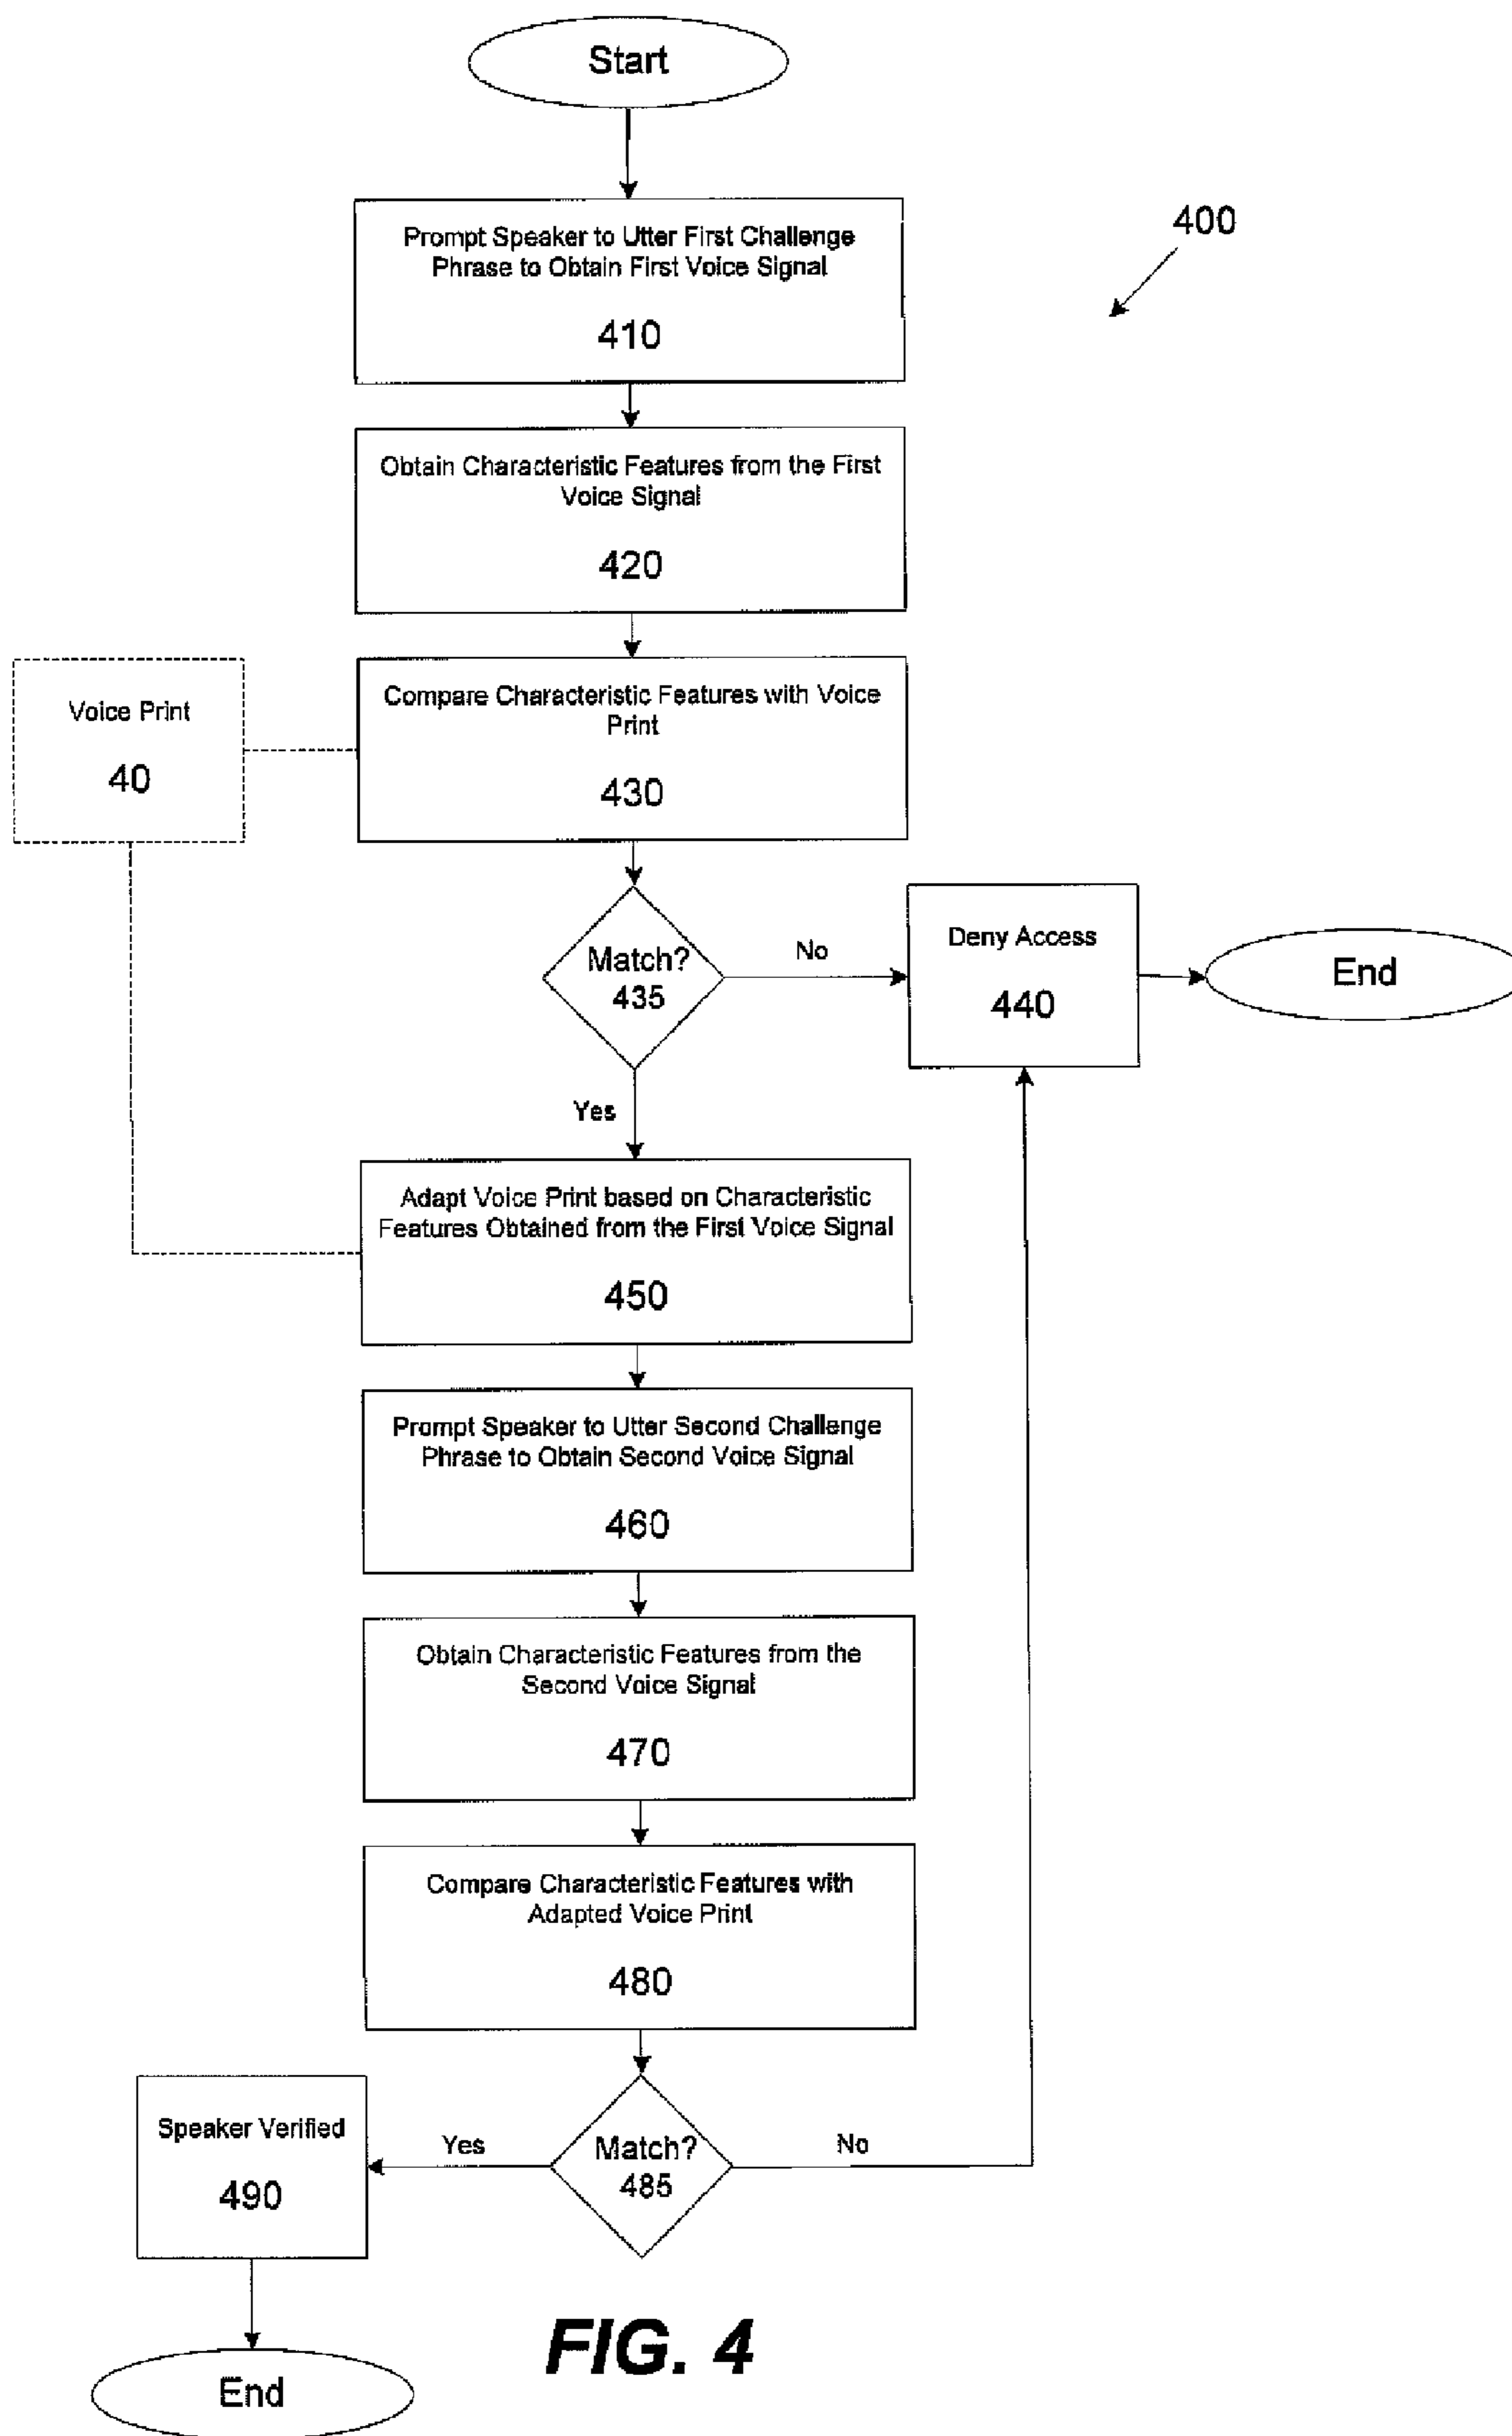 Start
400
Prompt Speaker to Utter First Challenge
Phrase to Obtain First Voice Signal
410
Obtain Characteristic Features from the First
Voice Signal
420
Voice Print
40
Compare Characteristic Features with Voice
Print
430
Match?
435
No
Deny Access
440
End
Yes
Adapt Voice Print based on Characteristic
Features Obtained from the First Voice Signal
450
Prompt Speaker to Utter Second Challenge
Phrase to Obtain Second Voice Signal
460
Obtain Characteristic Features from the
Second Voice Signal
470
Compare Characteristic Features with
Adapted Voice Print
480
Speaker Verified
490
Yes
Match?
485
No
End
FIG. 4